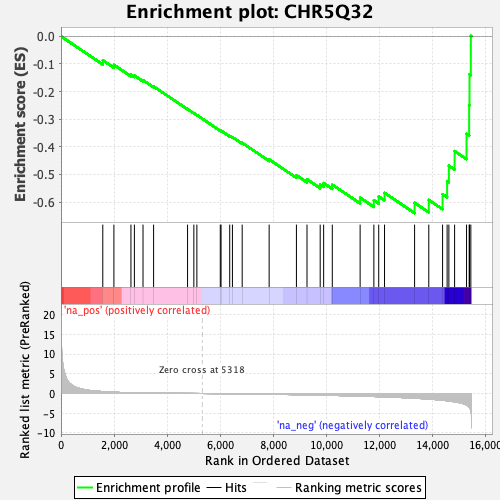 Enrichment plot: CHR5Q32
Enrichment score (ES)
0.0
-0.1
-0.2
-0.3
-0.4
-0.5
-0.6
'na_pos' (positively correlated)
Ranked list metric (PreRanked)
20
15
10
5
0
-5
-10
Zero cross at 5318
'na_neg' (negatively correlated)
0 2,000 4,000 6,000 8,000 10,000 12,000 14,000 16,000
Rank in Ordered Dataset
Enrichment profile Hits Ranking metric scores